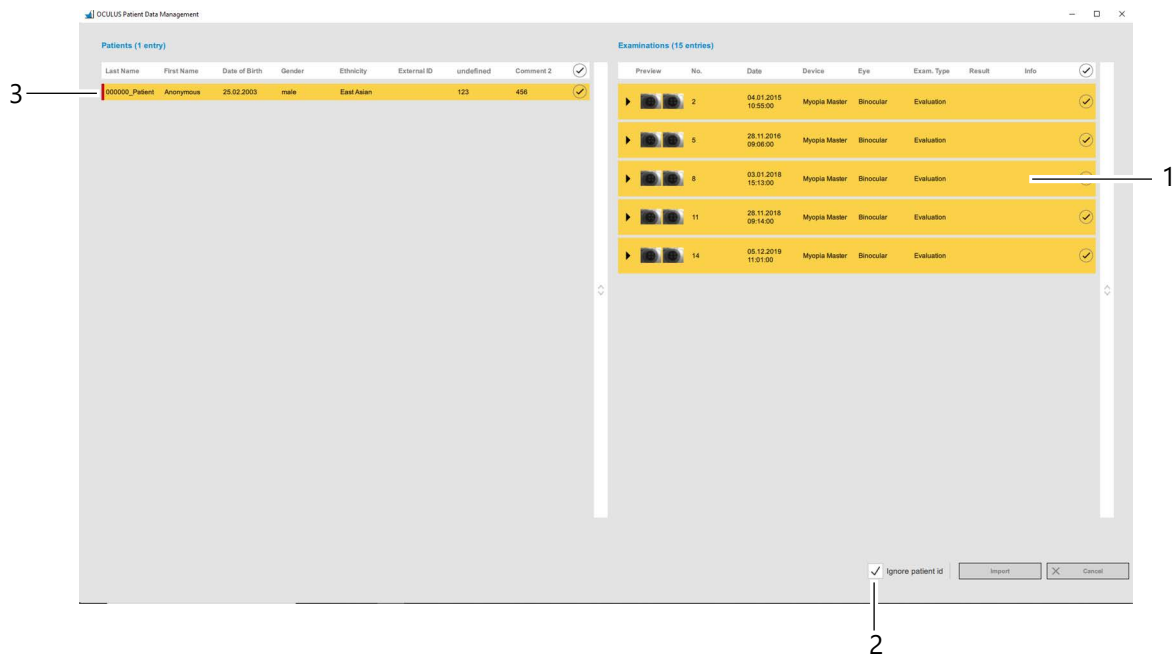 OCULUS Patient Data Management
Patients (1 entry)
Last Name First Name Date of Birth Gender Ethnicity External ID undefined Comment 2
000000_Patient Anonymous 25.02.2003 male East Asian 123 456
Examinations (15 entries)
Preview No. Date Device Eye Exam. Type Result Info
2 04.01.2015 10:55:00 Myopia Master Binocular Evaluation
5 28.11.2016 09:06:00 Myopia Master Binocular Evaluation
8 03.01.2018 15:13:00 Myopia Master Binocular Evaluation
11 28.11.2018 09:14:00 Myopia Master Binocular Evaluation
14 05.12.2019 11:01:00 Myopia Master Binocular Evaluation
Ignore patient id Import Cancel
3
1
2